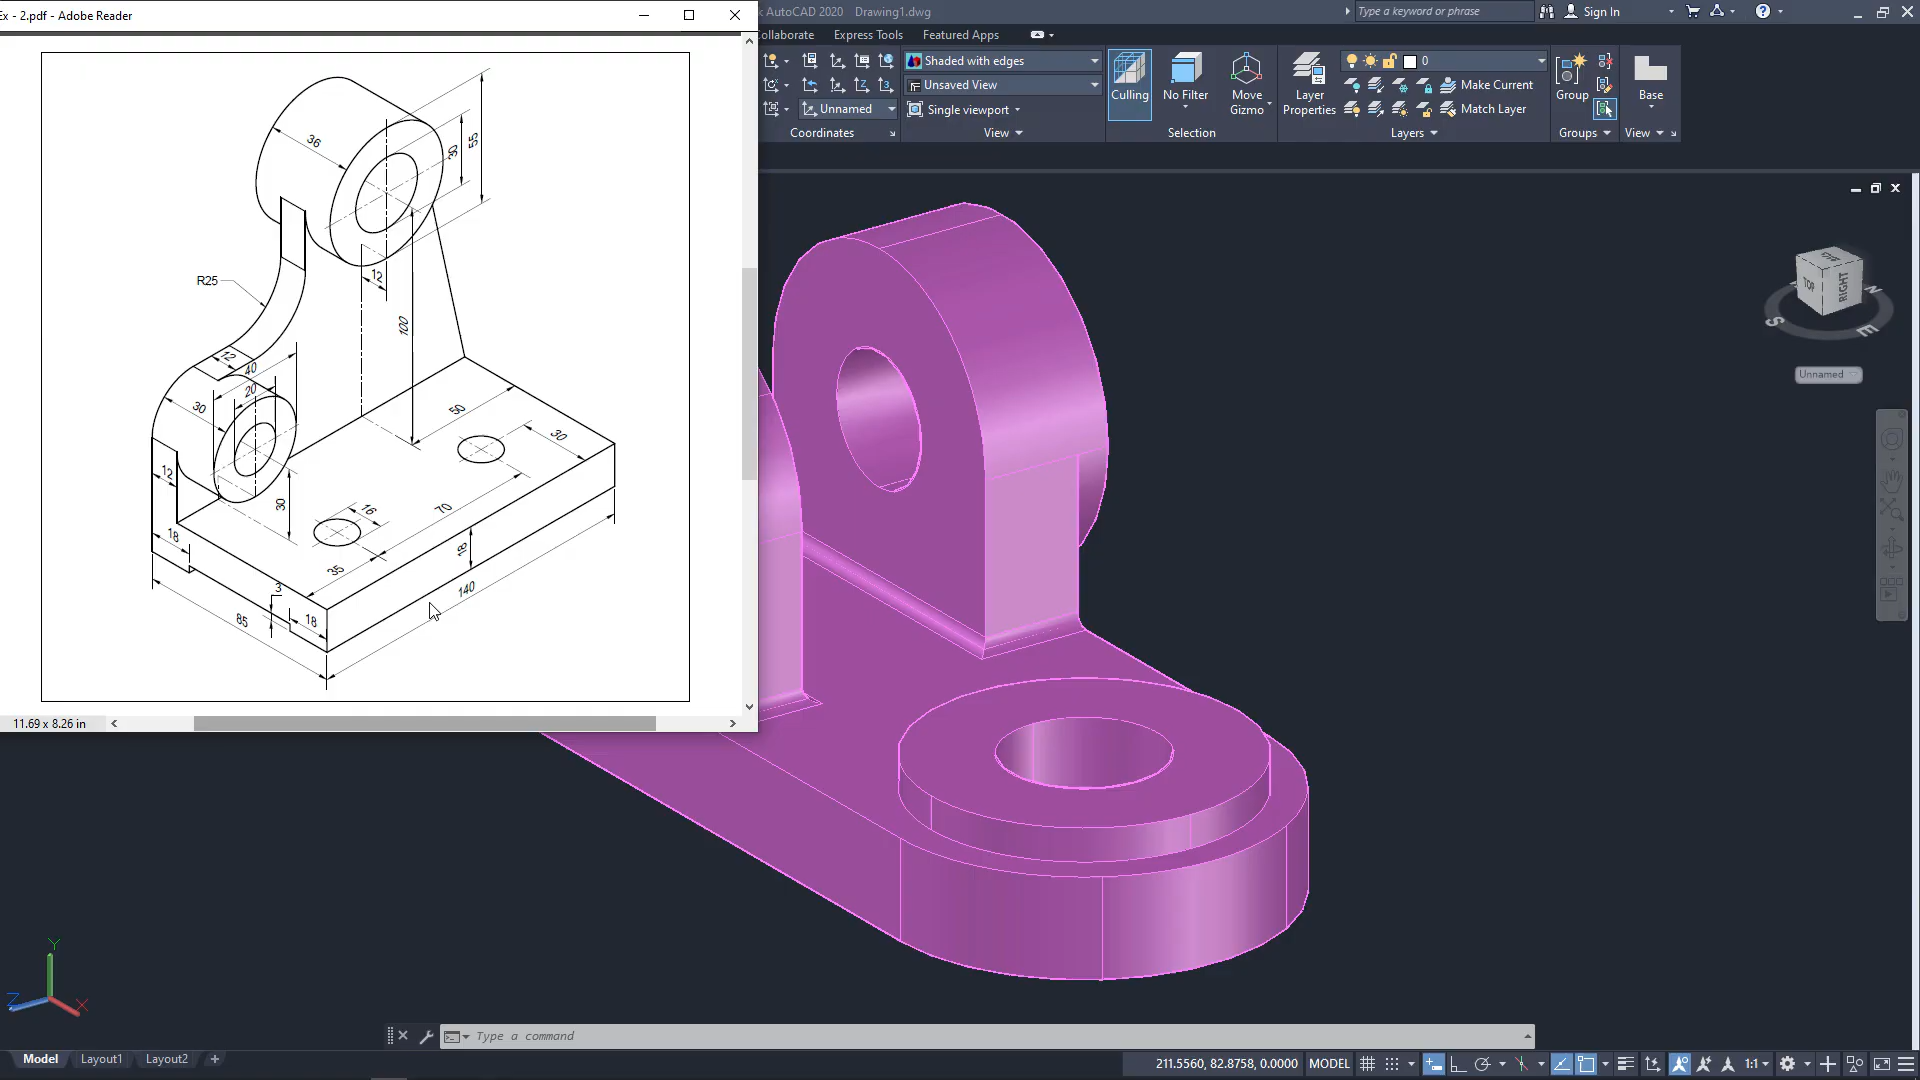 Ex - 2.pdf - Adobe Reader
AutoCAD 2020 Drawing1.dwg
Type a keyword or phrase
Sign In
Collaborate Express Tools Featured Apps
Shaded with edges
Unsaved View
Unnamed
Single viewport
Coordinates
View
Culling
No Filter
Move
Gizmo
Selection
Layer
Properties
0
Make Current
Match Layer
Layers
Group
Groups
Base
View
36
30
55
R25
12
100
12
40
20
30
50
30
12
30
16
70
18
35
18
3
140
85
18
11.69 x 8.26 in
TOP
RIGHT
S
E
N
Unnamed
Y
Z
X
Type a command
Model Layout1 Layout2
211.5560, 82.8758, 0.0000 MODEL
1:1